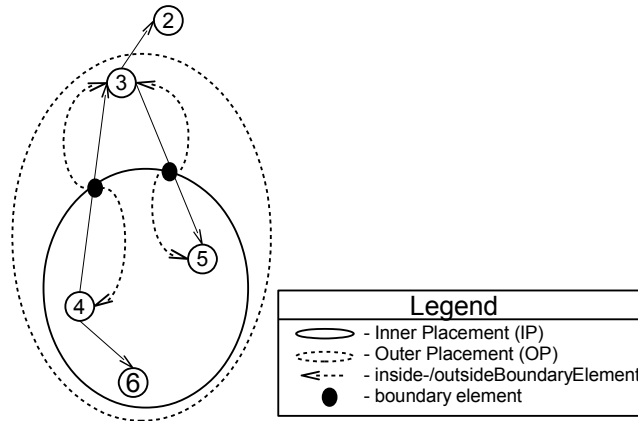 2
3
5
4
6
Legend
- Inner Placement (IP)
- Outer Placement (OP)
- inside-/outsideBoundaryElement
- boundary element